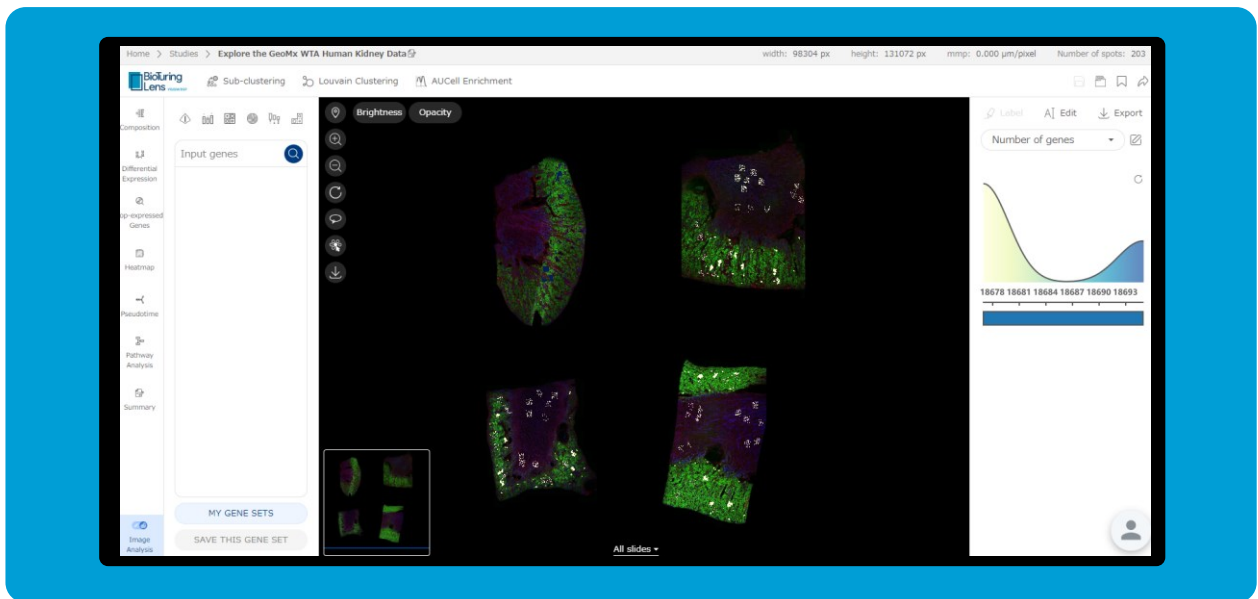 Home > Studies > Explore the GeoMx WTA Human Kidney Data
width: 98304 px height: 131072 px mmp: 0.000 µm/pixel Number of spots: 203
BioTuring Lens
Sub-clustering Louvain Clustering AUCell Enrichment
Composition
Differential
Expression
op-expressed
Genes
Heatmap
Pseudotime
Pathway
Analysis
Summary
Image
Analysis
Input genes
MY GENE SETS
SAVE THIS GENE SET
Brightness Opacity
All slides
Label Edit Export
Number of genes
18678 18681 18684 18687 18690 18693